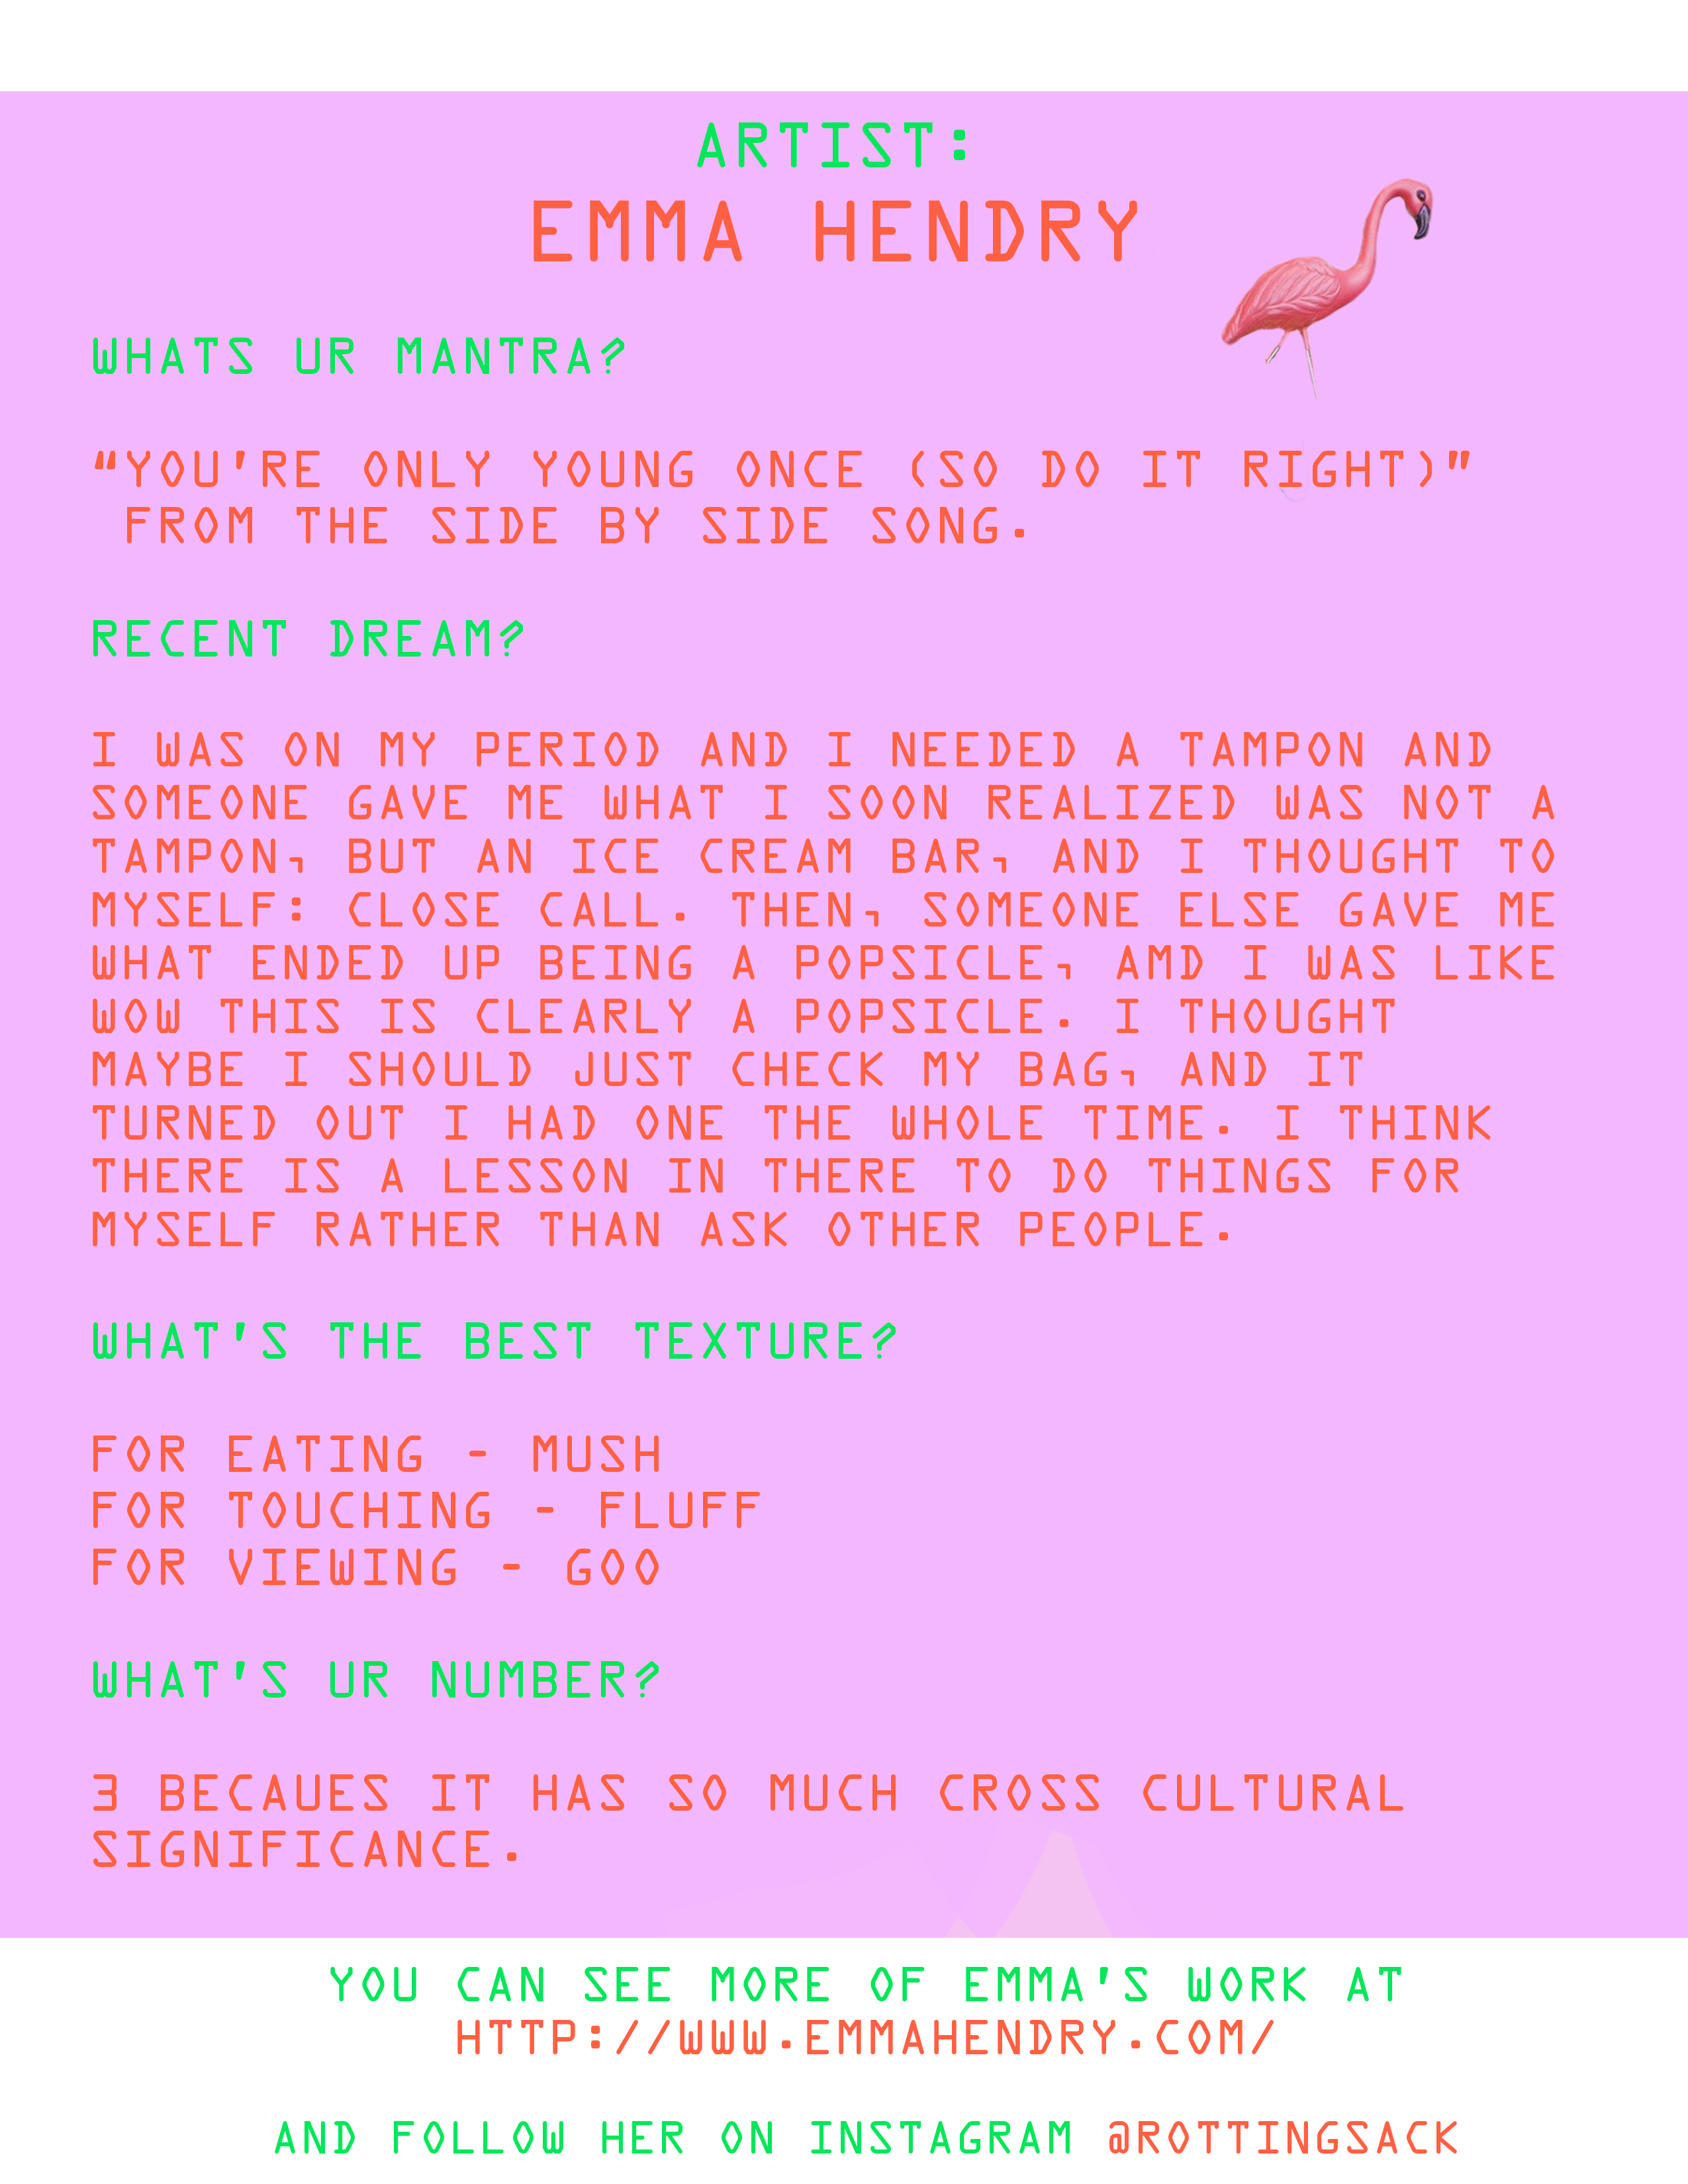 ARTIST:
EMMA HENDRY
WHATS UR MANTRA?
“YOU'RE ONLY YOUNG ONCE (SO DO IT RIGHT)”
FROM THE SIDE BY SIDE SONG.
RECENT DREAM?
I WAS ON MY PERIOD AND I NEEDED A TAMPON AND
SOMEONE GAVE ME WHAT I SOON REALIZED WAS NOT A
TAMPON, BUT AN ICE CREAM BAR, AND I THOUGHT TO
MYSELF: CLOSE CALL. THEN, SOMEONE ELSE GAVE ME
WHAT ENDED UP BEING A POPSICLE, AMD I WAS LIKE
WOW THIS IS CLEARLY A POPSICLE. I THOUGHT
MAYBE I SHOULD JUST CHECK MY BAG, AND IT
TURNED OUT I HAD ONE THE WHOLE TIME. I THINK
THERE IS A LESSON IN THERE TO DO THINGS FOR
MYSELF RATHER THAN ASK OTHER PEOPLE.
WHAT'S THE BEST TEXTURE?
FOR EATING - MUSH
FOR TOUCHING - FLUFF
FOR VIEWING - GOO
WHAT'S UR NUMBER?
3 BECAUES IT HAS SO MUCH CROSS CULTURAL
SIGNIFICANCE.
YOU CAN SEE MORE OF EMMA'S WORK AT
HTTP://WWW.EMMAHENDRY.COM/
AND FOLLOW HER ON INSTAGRAM @ROTTINGSACK